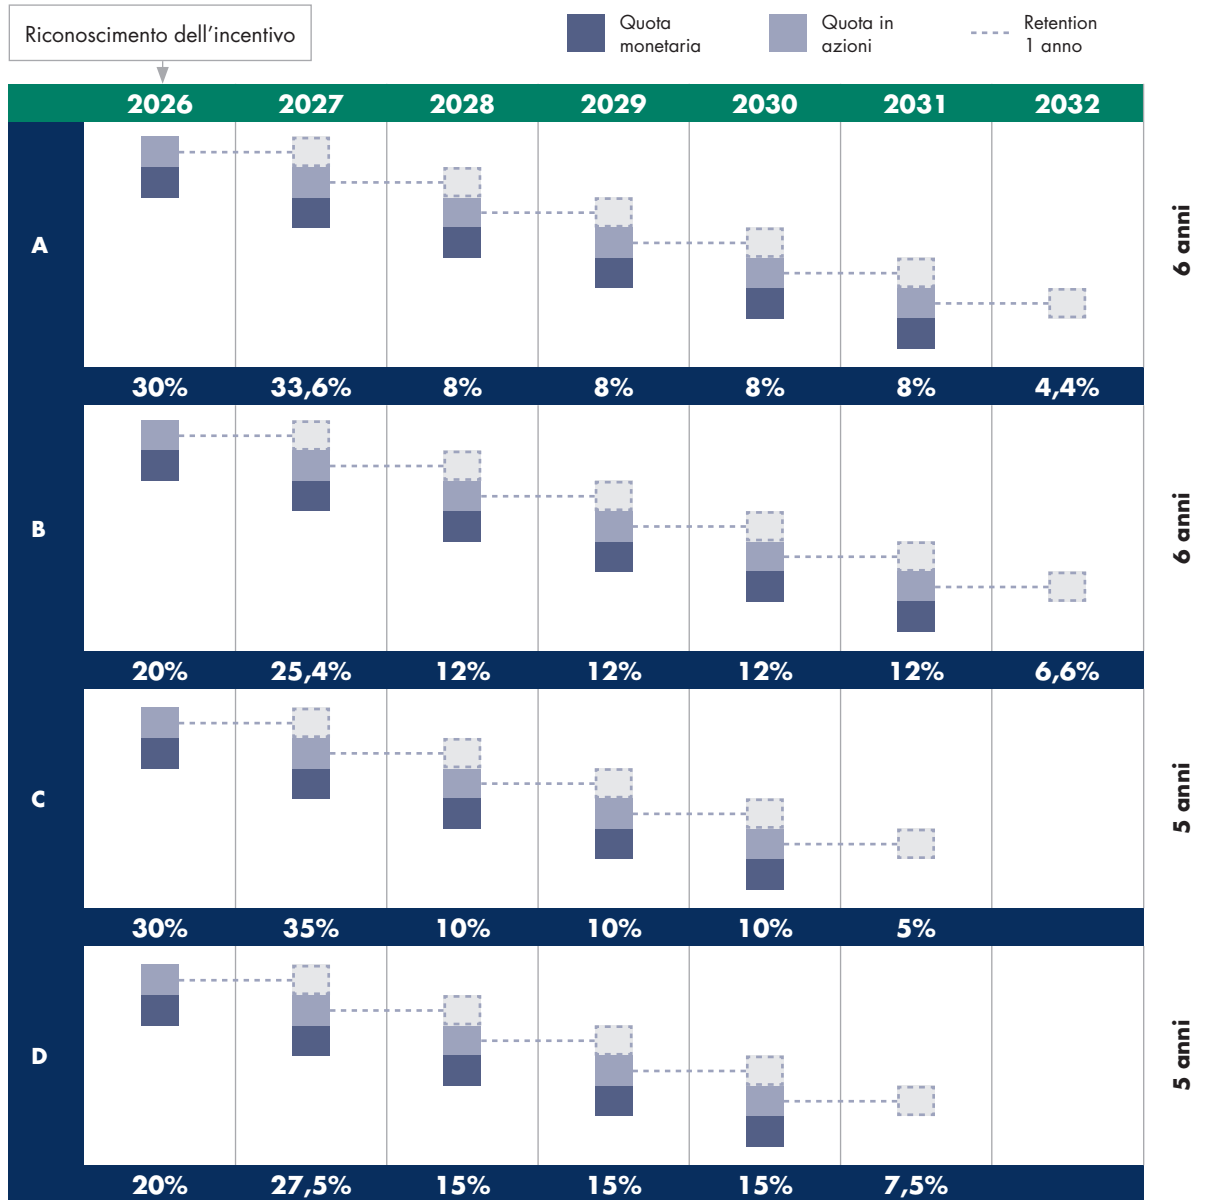 Riconoscimento dell'incentivo
Quota
monetaria
Quota in
azioni
Retention
1 anno
2026 2027 2028 2029 2030 2031 2032
A
6 anni
30% 33,6% 8% 8% 8% 8% 4,4%
B
6 anni
20% 25,4% 12% 12% 12% 12% 6,6%
C
5 anni
30% 35% 10% 10% 10% 5%
D
5 anni
20% 27,5% 15% 15% 15% 7,5%